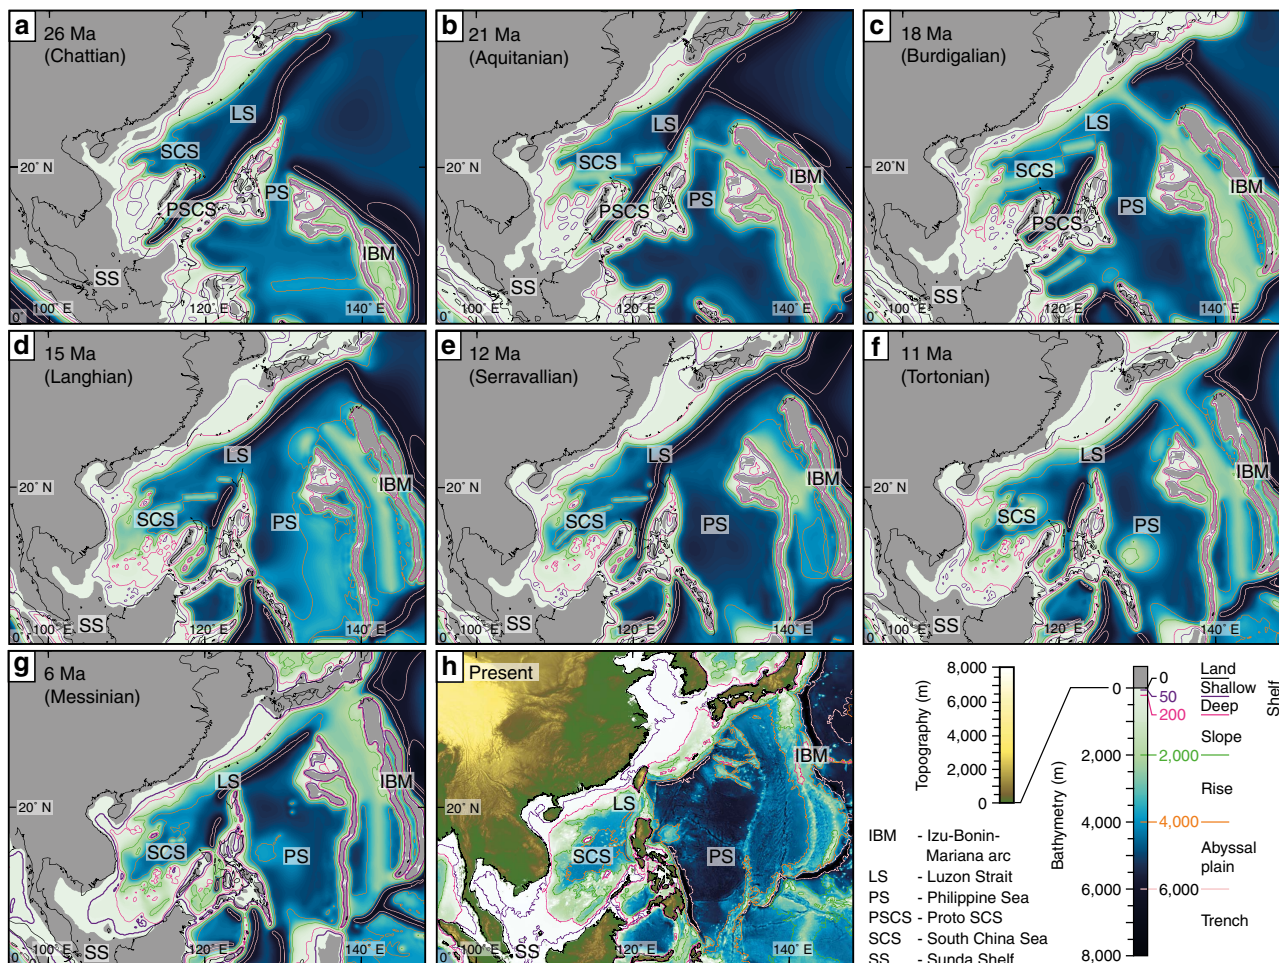 a
26 Ma
(Chattian)
LS
SCS
20° N
PS
PSCS
IBM
SS
0°
100° E
120° E
140° E
b
21 Ma
(Aquitanian)
LS
SCS
20° N
IBM
PS
PSCS
SS
0°
100° E
120° E
140° E
c
18 Ma
(Burdigalian)
LS
SCS
20° N
IBM
PS
PSCS
SS
0°
100° E
120° E
140° E
d
15 Ma
(Langhian)
LS
20° N
IBM
SCS
PS
SS
0°
100° E
120° E
140° E
e
12 Ma
(Serravallian)
LS
20° N
IBM
SCS
PS
SS
0°
100° E
120° E
140° E
f
11 Ma
(Tortonian)
LS
20° N
IBM
SCS
PS
SS
0°
100° E
120° E
140° E
g
6 Ma
(Messinian)
LS
IBM
20° N
SCS
PS
SS
0°
100° E
120° E
140° E
h
Present
IBM
LS
20° N
SCS
PS
SS
0°
100° E
120° E
140° E
Topography (m)
8,000
6,000
4,000
2,000
0
Bathymetry (m)
0
2,000
4,000
6,000
8,000
0
50
200
2,000
4,000
6,000
Land
Shallow
Deep
Shelf
Slope
Rise
Abyssal
plain
Trench
IBM - Izu-Bonin-
Mariana arc
LS - Luzon Strait
PS - Philippine Sea
PSCS - Proto SCS
SCS - South China Sea
SS - Sunda Shelf